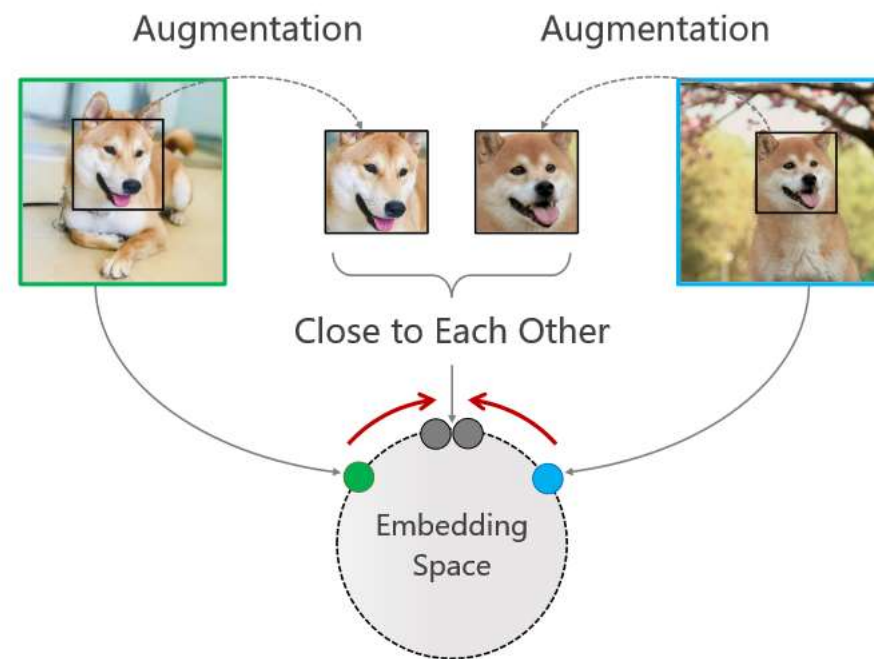 Augmentation
Augmentation
Close to Each Other
Embedding
Space